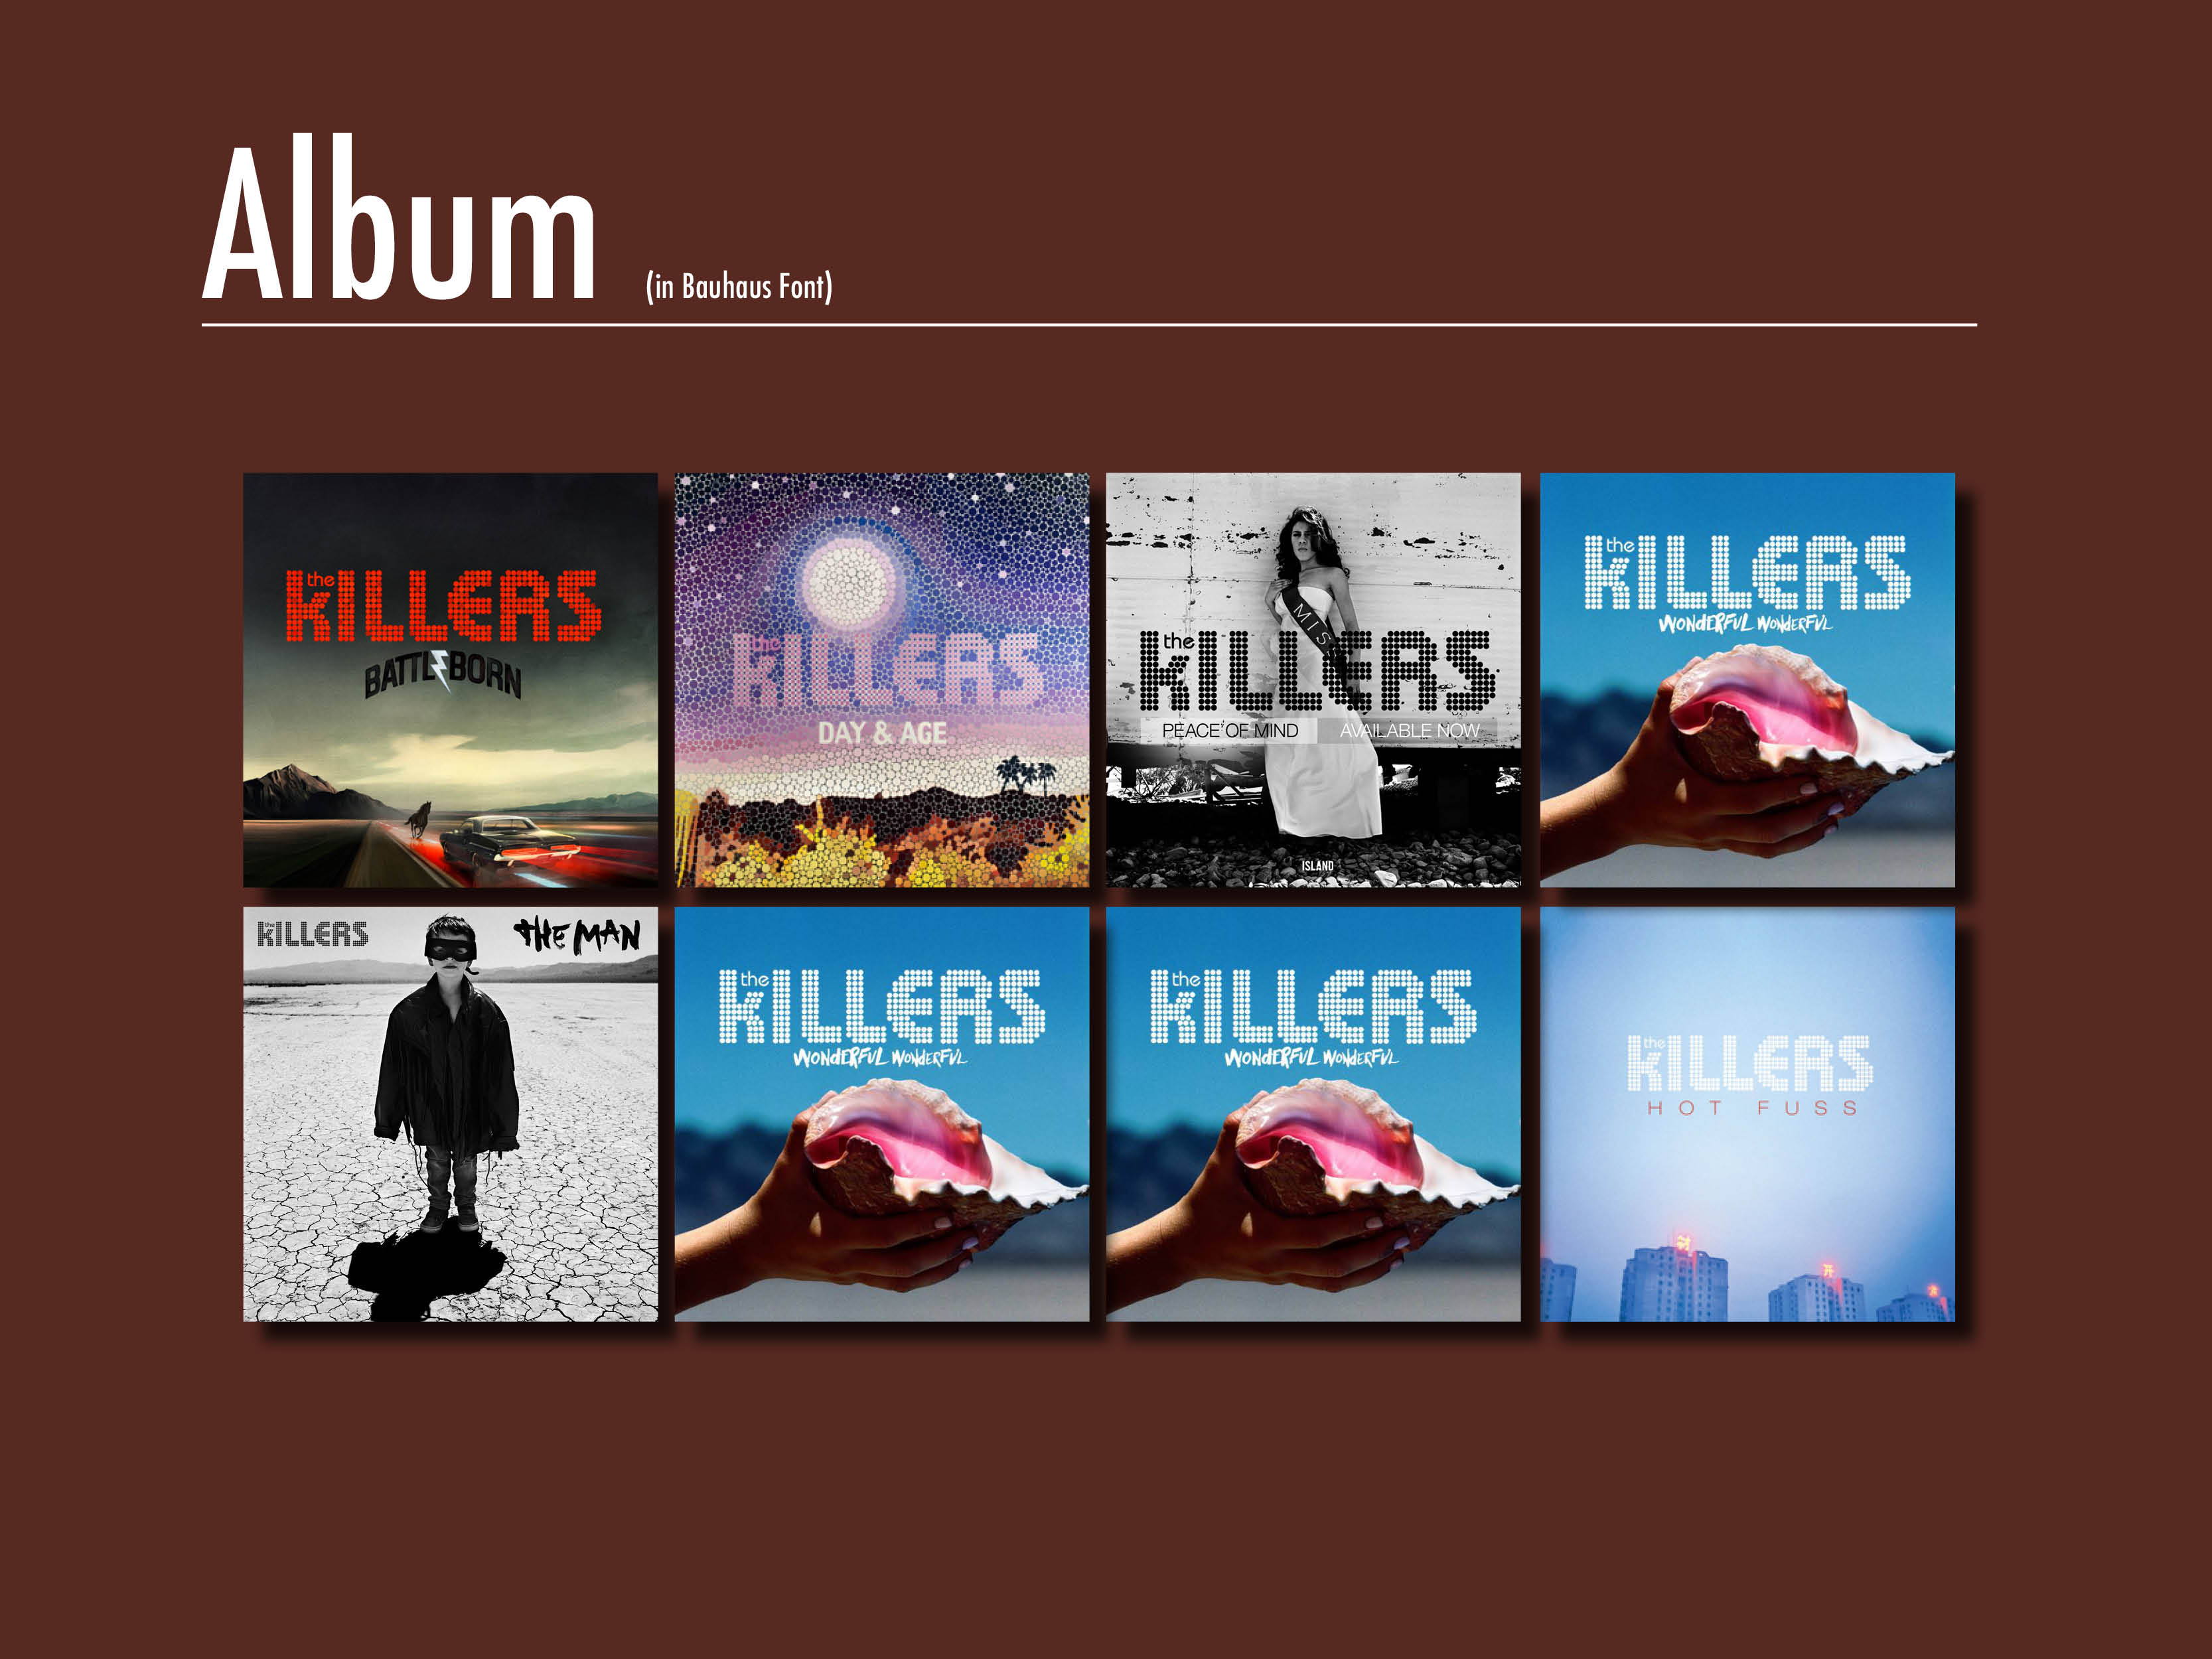 Album (in Bauhaus Font)
the
KILLERS
BATTLE BORN
the
KILLERS
DAY & AGE
MIS
the
KILLERS
PEACE OF MIND AVAILABLE NOW
ISLAND
the
KILLERS
WONDERFUL WONDERFUL
the
KILLERS
THE MAN
the
KILLERS
WONDERFUL WONDERFUL
the
KILLERS
WONDERFUL WONDERFUL
the
KILLERS
HOT FUSS